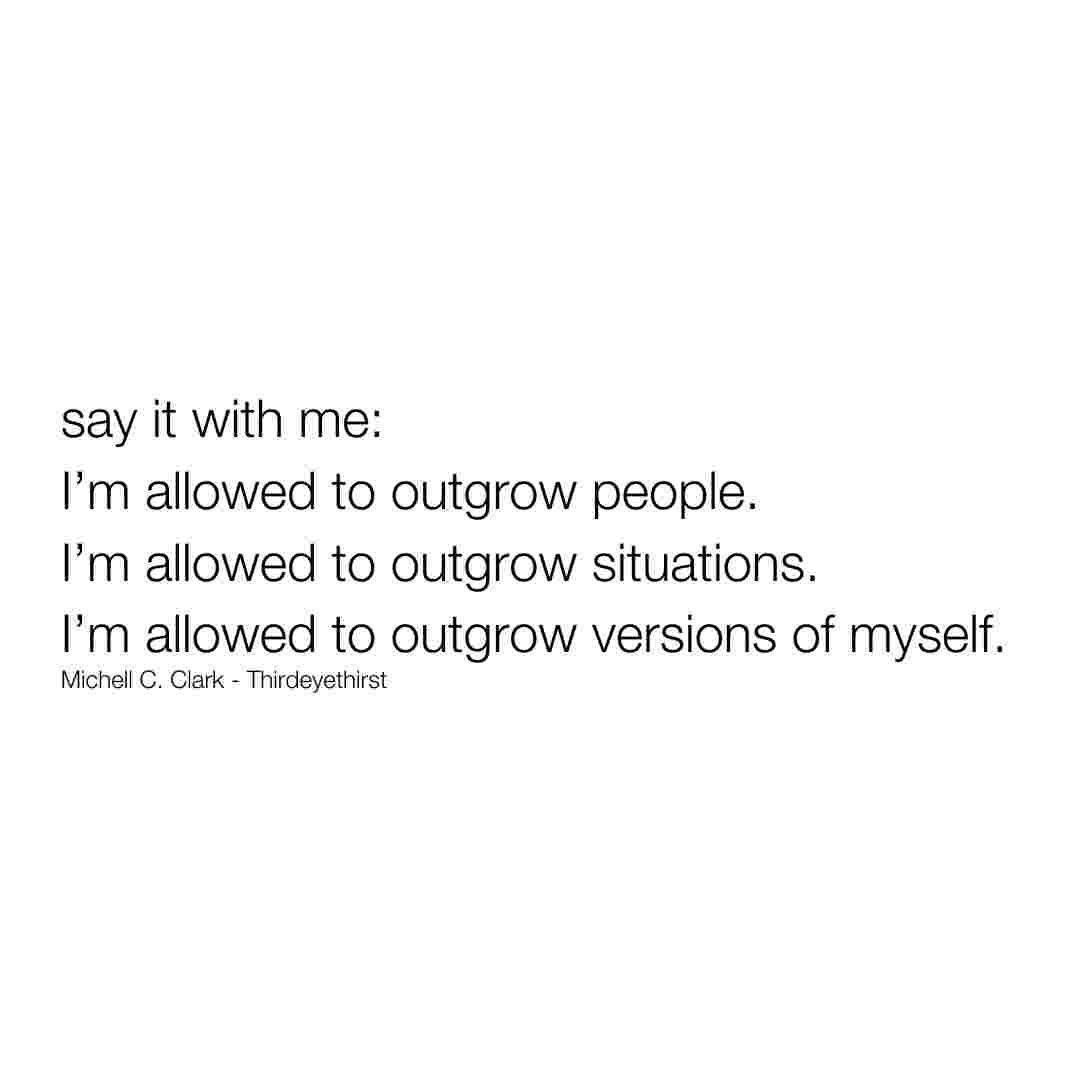 say it with me:
I’m allowed to outgrow people.
I’m allowed to outgrow situations.
I’m allowed to outgrow versions of myself.
Michell C. Clark - Thirdeyethirst